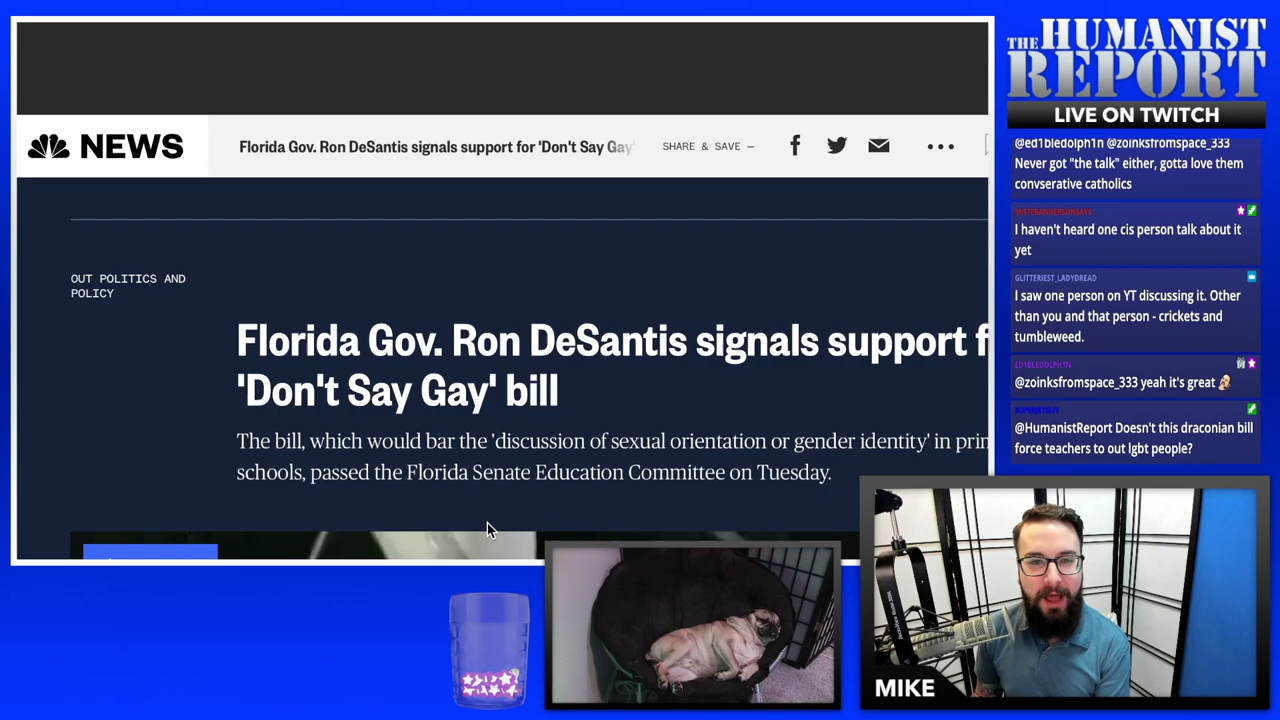 NEWS
Florida Gov. Ron DeSantis signals support for 'Don't Say Gay'
SHARE & SAVE —
OUT POLITICS AND
POLICY
Florida Gov. Ron DeSantis signals support f
'Don't Say Gay' bill
The bill, which would bar the 'discussion of sexual orientation or gender identity' in prin
schools, passed the Florida Senate Education Committee on Tuesday.
THE HUMANIST
REPORT
LIVE ON TWITCH
@ed1bledolph1n @zoinksfromspace_333
Never got "the talk" either, gotta love them
convserative catholics
I haven't heard one cis person talk about it
yet
GLITTERIEST_LADYDREAD
I saw one person on YT discussing it. Other
than you and that person - crickets and
tumbleweed.
ED1BLEDOLPH1N
@zoinksfromspace_333 yeah it's great
@HumanistReport Doesn't this draconian bill
force teachers to out lgbt people?
MIKE